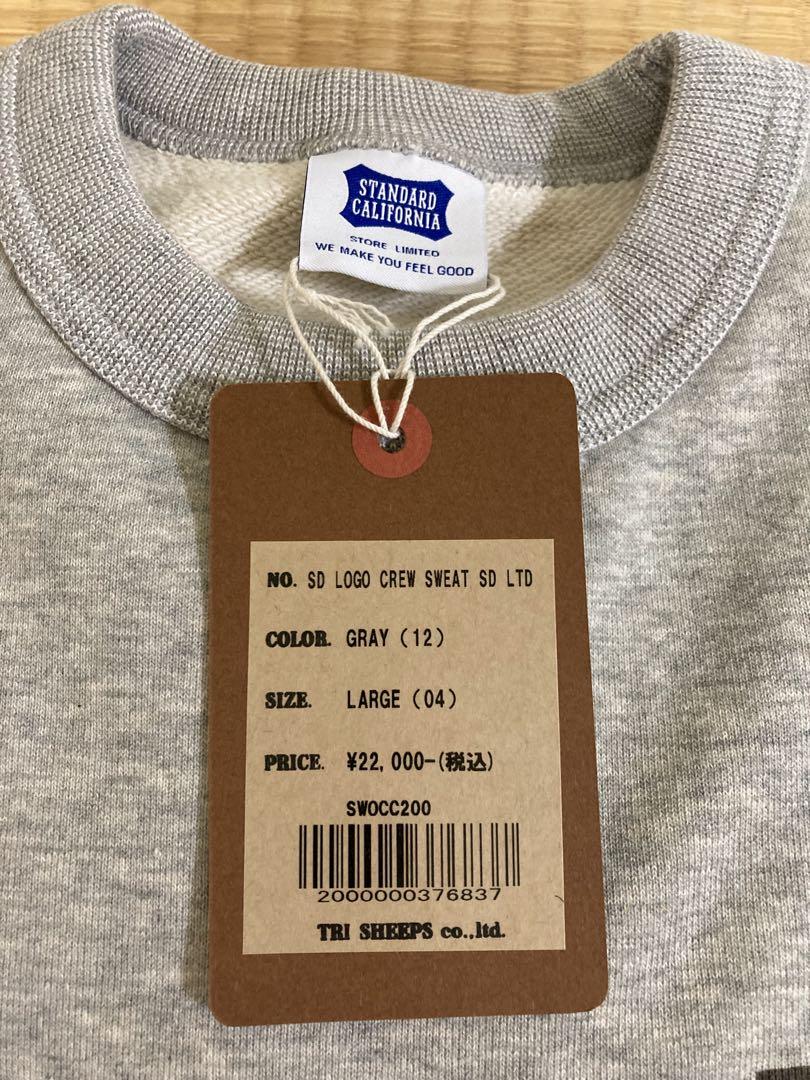 STANDARD
CALIFORNIA
STORE LIMITED
WE MAKE YOU FEEL GOOD
NO. SD LOGO CREW SWEAT SD LTD
COLOR. GRAY (12)
SIZE. LARGE (04)
PRICE. ¥22,000-(税込)
SWOCC200
2000000376837
TRI SHEEPS co.,ltd.